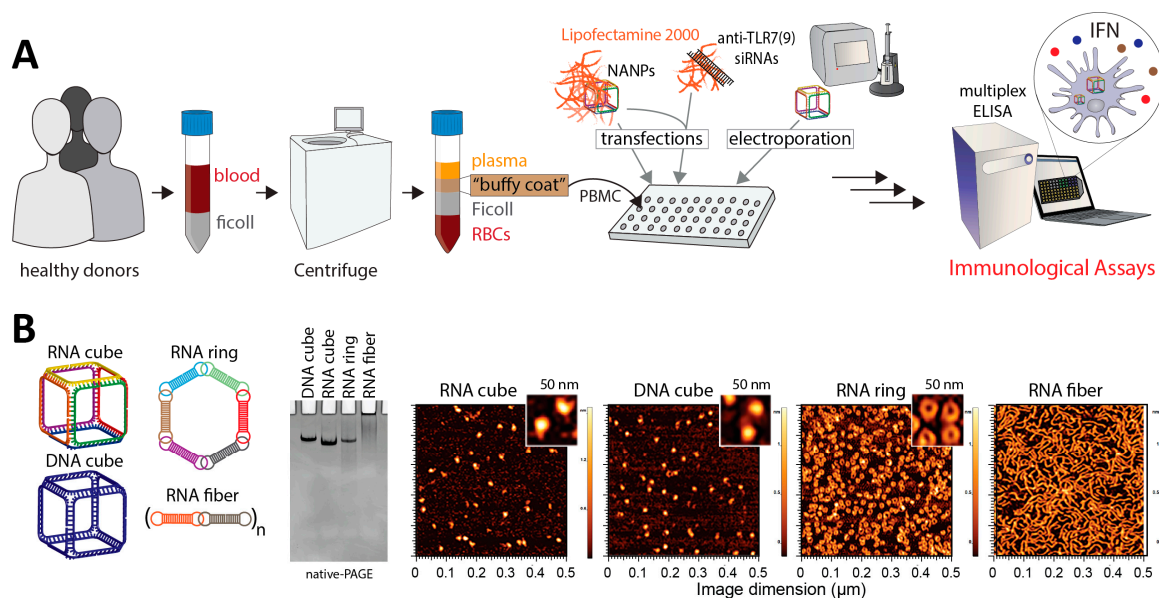 A
healthy donors
blood
ficoll
Centrifuge
plasma
"buffy coat"
Ficoll
RBCs
PBMC
Lipofectamine 2000
NANPs
anti-TLR7(9)
siRNAs
transfections
electroporation
multiplex
ELISA
IFN
Immunological Assays
B
RNA cube
RNA ring
DNA cube
RNA fiber
( )n
DNA cube
RNA cube
RNA ring
RNA fiber
native-PAGE
RNA cube
50 nm
DNA cube
50 nm
RNA ring
50 nm
RNA fiber
0 0.1 0.2 0.3 0.4 0.5
0 0.1 0.2 0.3 0.4 0.5
0 0.1 0.2 0.3 0.4 0.5
0 0.1 0.2 0.3 0.4 0.5
Image dimension (µm)